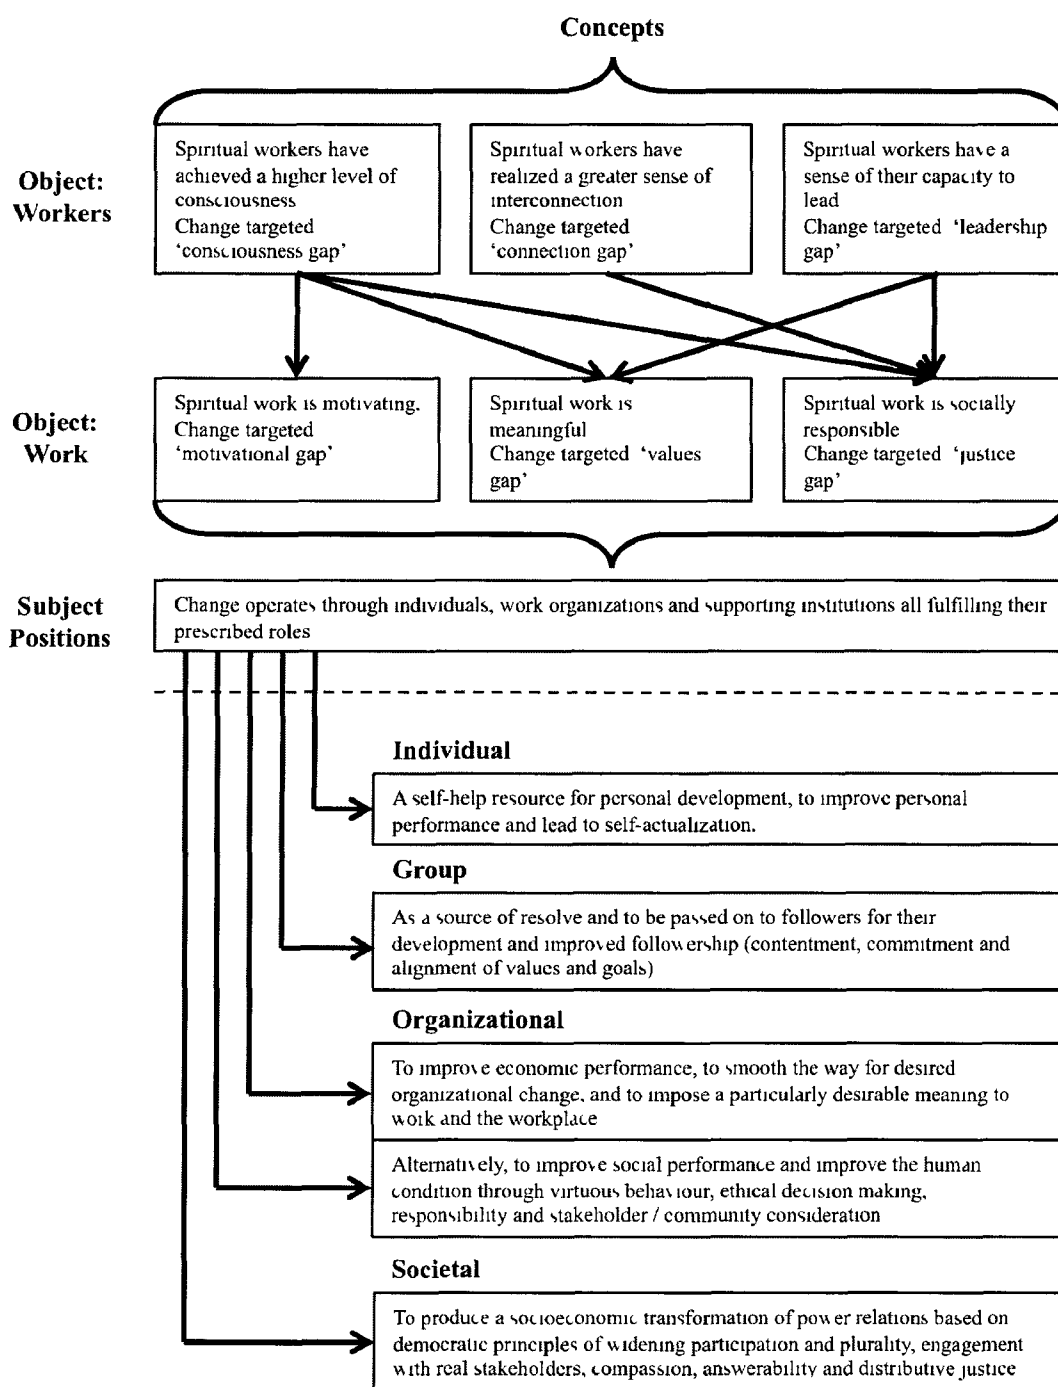 Concepts
Object:
Workers
Spiritual workers have
achieved a higher level of
consciousness
Change targeted
‘consciousness gap’
Spiritual workers have
realized a greater sense of
interconnection
Change targeted
‘connection gap’
Spiritual workers have a
sense of their capacity to
lead
Change targeted ‘leadership
gap’
Object:
Work
Spiritual work is motivating.
Change targeted
‘motivational gap’
Spiritual work is
meaningful
Change targeted ‘values
gap’
Spiritual work is socially
responsible
Change targeted ‘justice
gap’
Subject
Positions
Change operates through individuals, work organizations and supporting institutions all fulfilling their
prescribed roles
Individual
A self-help resource for personal development, to improve personal
performance and lead to self-actualization.
Group
As a source of resolve and to be passed on to followers for their
development and improved followership (contentment, commitment and
alignment of values and goals)
Organizational
To improve economic performance, to smooth the way for desired
organizational change, and to impose a particularly desirable meaning to
work and the workplace
Alternatively, to improve social performance and improve the human
condition through virtuous behaviour, ethical decision making,
responsibility and stakeholder / community consideration
Societal
To produce a socioeconomic transformation of power relations based on
democratic principles of widening participation and plurality, engagement
with real stakeholders, compassion, answerability and distributive justice